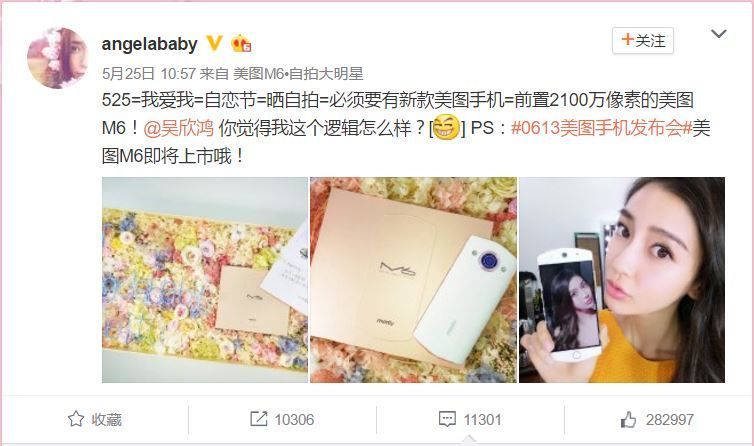 angelababy
+关注
5月25日 10:57 来自 美图M6•自拍大明星
525=我爱我=自恋节=晒自拍=必须要有新款美图手机=前置2100万像素的美图
M6！@吴欣鸿 你觉得我这个逻辑怎么样？[] PS：#0613美图手机发布会#美
图M6即将上市哦！
M6
M6
meitu
meitu
收藏
10306
11301
282997